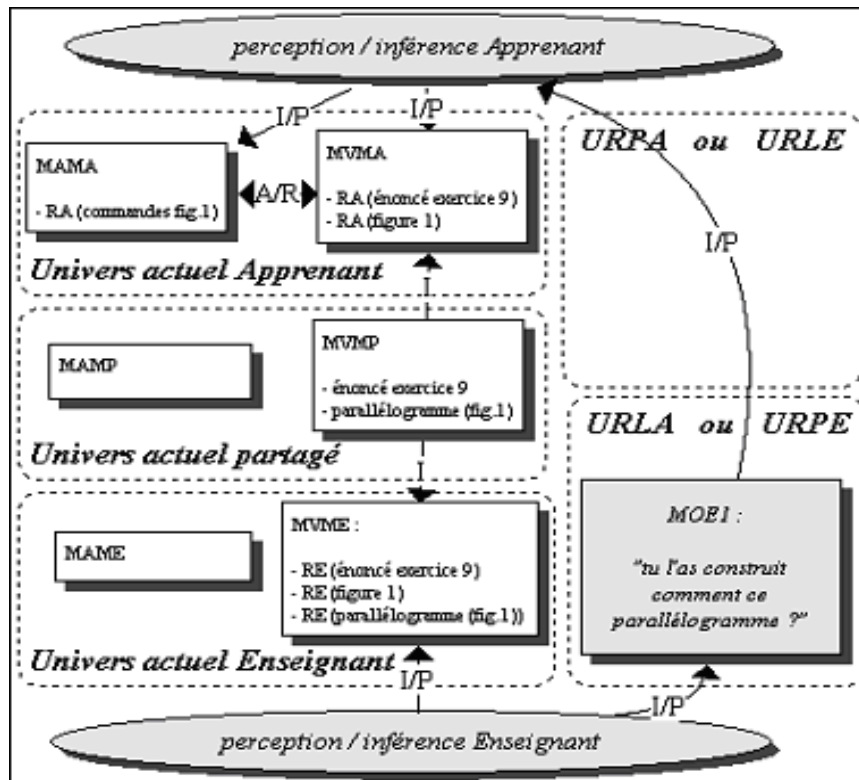 perception / inférence Apprenant
I/P
I/P
URPA ou URLE
MAMA
- RA (commandes fig.1)
A/R
MVMA
- RA (énoncé exercice 9)
- RA (figure 1)
I/P
Univers actuel Apprenant
I
MAMP
MVMP
- énoncé exercice 9
- parallélogramme (fig.1)
Univers actuel partagé
I
URLA ou URPE
MAME
MVME :
- RE (énoncé exercice 9)
- RE (figure 1)
- RE (parallélogramme (fig.1))
MOE1 :
"tu l'as construit
comment ce
parallélogramme ?"
Univers actuel Enseignant
I/P
I/P
perception / inférence Enseignant